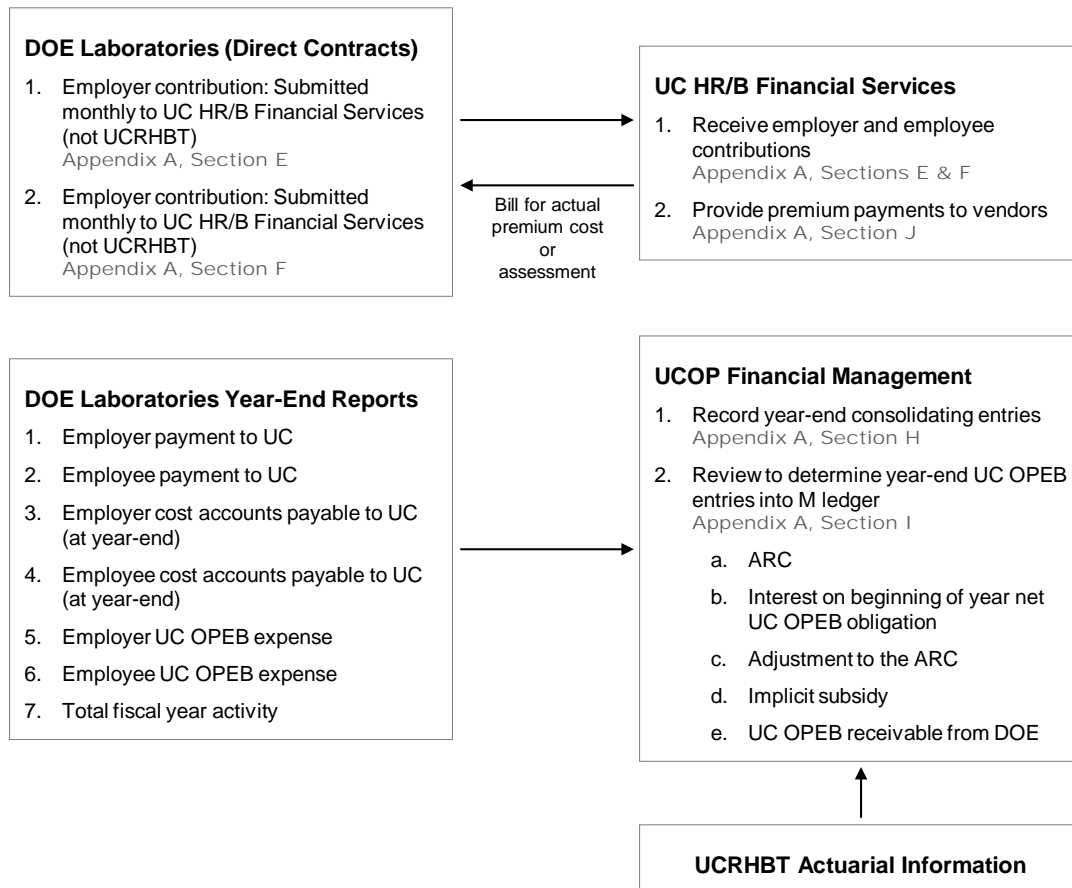 DOE Laboratories (Direct Contracts)
1. Employer contribution: Submitted
monthly to UC HR/B Financial Services
(not UCRHBT)
Appendix A, Section E
2. Employer contribution: Submitted
monthly to UC HR/B Financial Services
(not UCRHBT)
Appendix A, Section F
Bill for actual
premium cost
or
assessment
UC HR/B Financial Services
1. Receive employer and employee
contributions
Appendix A, Sections E & F
2. Provide premium payments to vendors
Appendix A, Section J
DOE Laboratories Year-End Reports
1. Employer payment to UC
2. Employee payment to UC
3. Employer cost accounts payable to UC
(at year-end)
4. Employee cost accounts payable to UC
(at year-end)
5. Employer UC OPEB expense
6. Employee UC OPEB expense
7. Total fiscal year activity
UCOP Financial Management
1. Record year-end consolidating entries
Appendix A, Section H
2. Review to determine year-end UC OPEB
entries into M ledger
Appendix A, Section I
a. ARC
b. Interest on beginning of year net
UC OPEB obligation
c. Adjustment to the ARC
d. Implicit subsidy
e. UC OPEB receivable from DOE
UCRHBT Actuarial Information